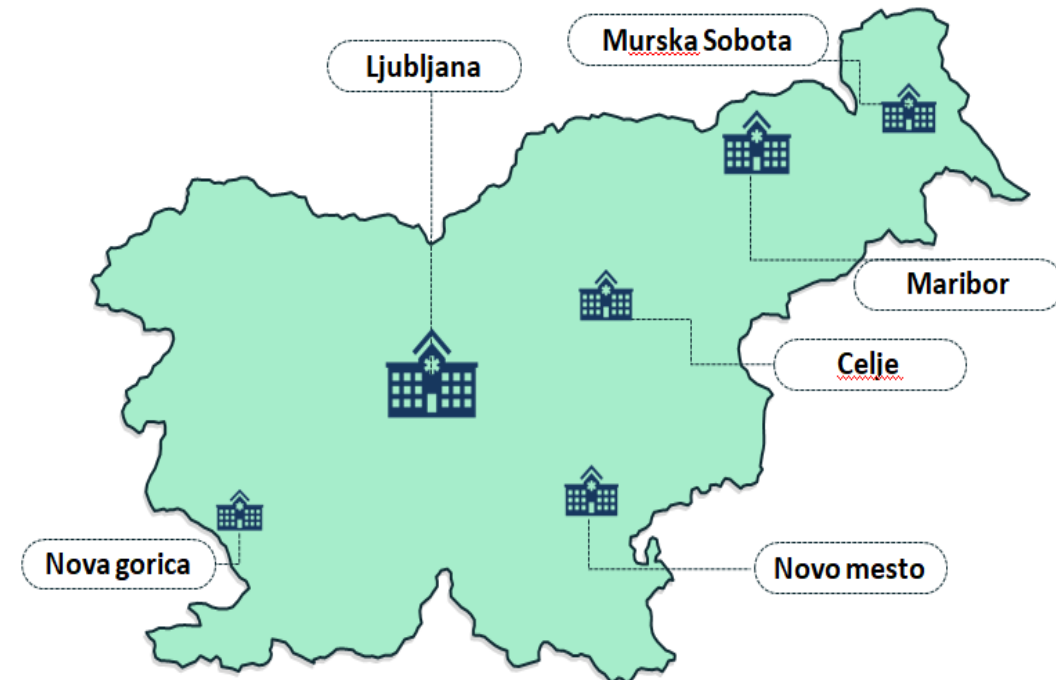 Murska Sobota
Ljubljana
Maribor
Celje
Nova gorica
Novo mesto